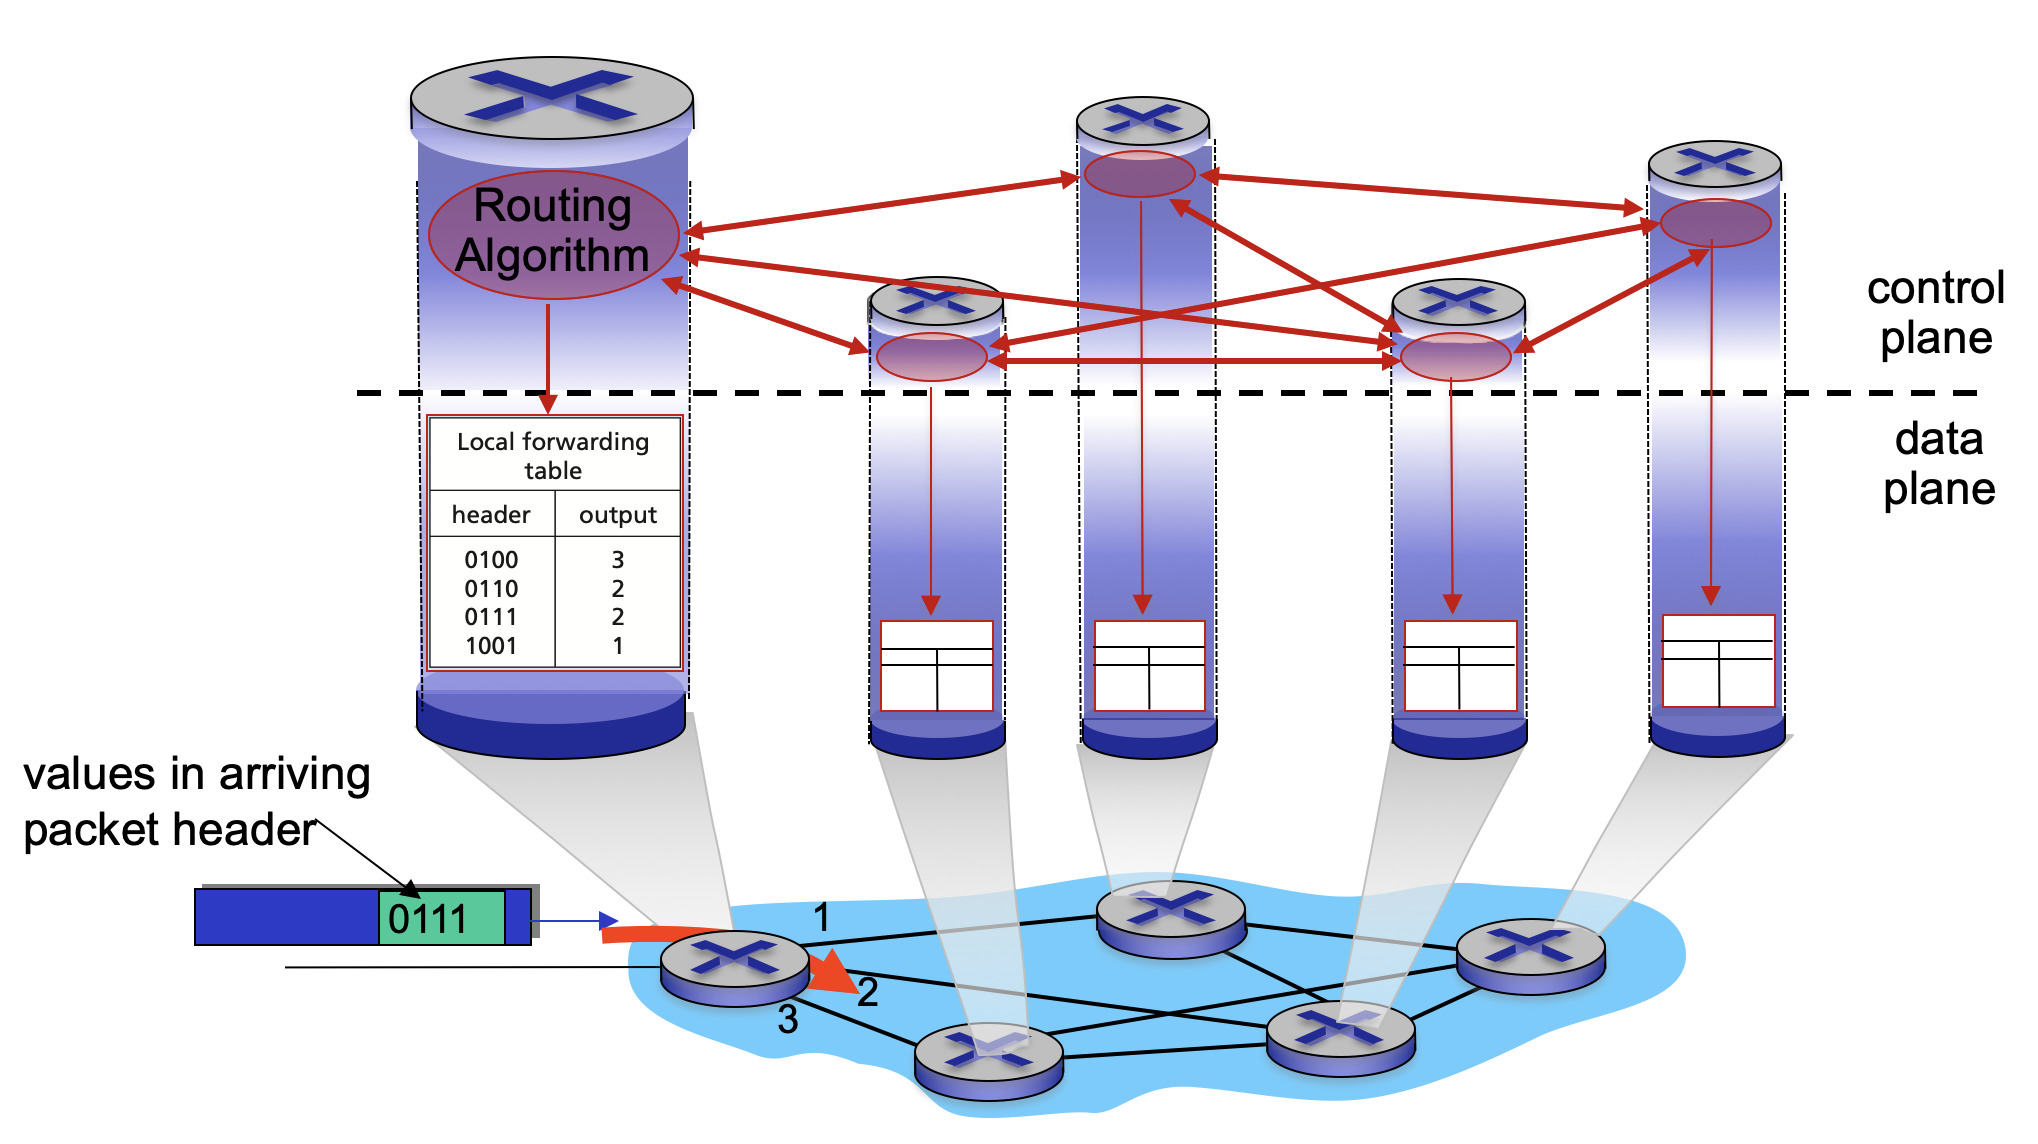 Routing
Algorithm
control
plane
data
plane
Local forwarding
table
header output
0100 3
0110 2
0111 2
1001 1
values in arriving
packet header
0111
1
2
3